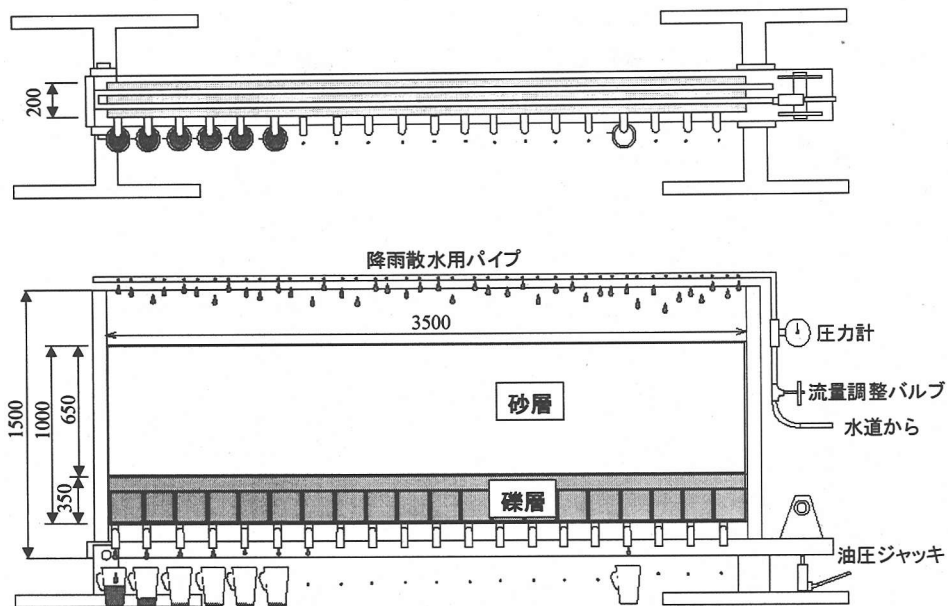 200
降雨散水用パイプ
3500
圧力計
流量調整バルブ
水道から
1500
1000
650
350
砂層
礫層
油圧ジャッキ